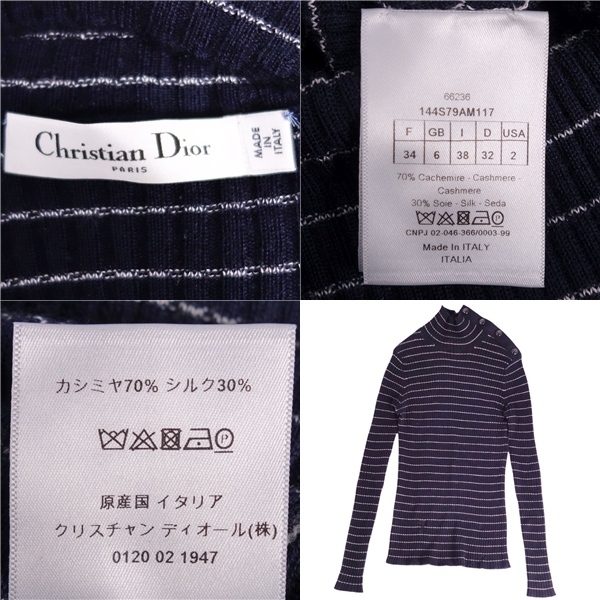 Christian Dior
PARIS
MADE
IN
ITALY
66236
144S79AM117
F GB I D USA
34 6 38 32 2
70% Cachemire - Cashmere -
Cashmere
30% Soie - Silk - Seda
P
CNPJ 02-046-366/0003-99
Made In ITALY
ITALIA
カシミヤ70% シルク30%
P
原産国 イタリア
クリスチャン ディオール(株)
0120 02 1947